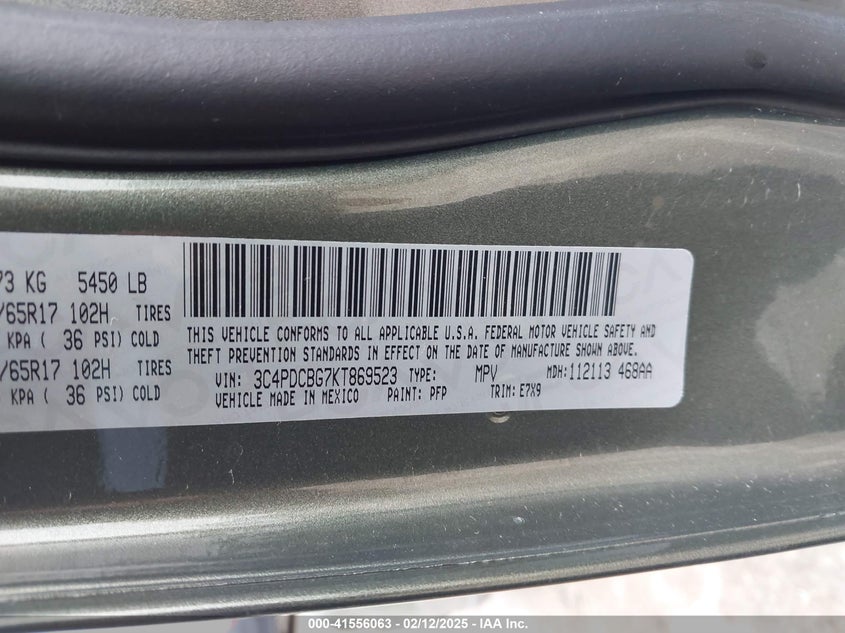 73 KG 5450 LB
/65R17 102H TIRES
KPA ( 36 PSI) COLD
/65R17 102H TIRES
KPA ( 36 PSI) COLD
THIS VEHICLE CONFORMS TO ALL APPLICABLE U.S.A. FEDERAL MOTOR VEHICLE SAFETY AND
THEFT PREVENTION STANDARDS IN EFFECT ON THE DATE OF MANUFACTURE SHOWN ABOVE.
VIN: 3C4PDCBG7KT869523 TYPE: MPV MDH: 112113 468AA
VEHICLE MADE IN MEXICO PAINT: PFP TRIM: E7X9
000-41556063 — 02/12/2025 — IAA Inc.